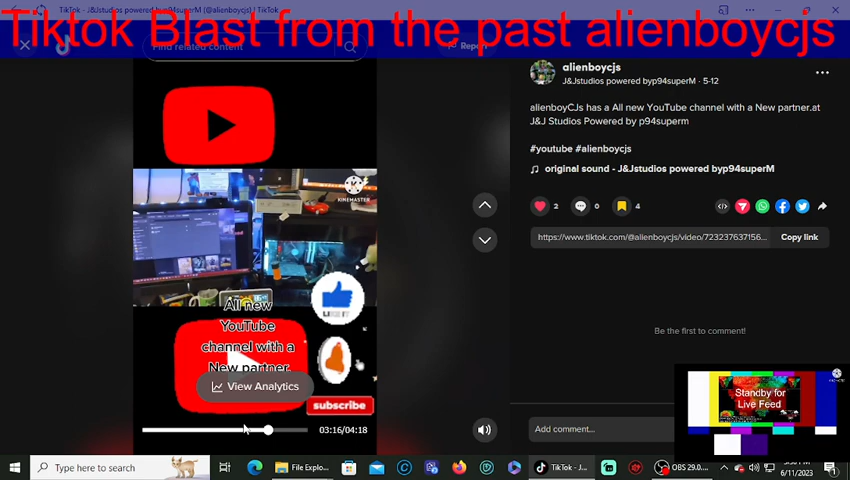 TikTok - J&Jstudios powered byp94superM (@alienboycjs) | TikTok
Tiktok Blast from the past alienboycjs
Find related content
Report
alienboycjs
J&Jstudios powered byp94superM · 5-12
alienboyCJs has a All new YouTube channel with a New partner.at
J&J Studios Powered by p94superm
#youtube #alienboycjs
original sound - J&Jstudios powered byp94superM
2
0
4
https://www.tiktok.com/@alienboycjs/video/723237637156...
Copy link
KINEMASTER
LIKE IT
All new
YouTube
channel with a
New partner.
View Analytics
subscribe
03:16/04:18
Be the first to comment!
Standby for
Live Feed
Add comment...
Type here to search
File Explo...
TikTok - J...
OBS 29.0....
6/11/2023